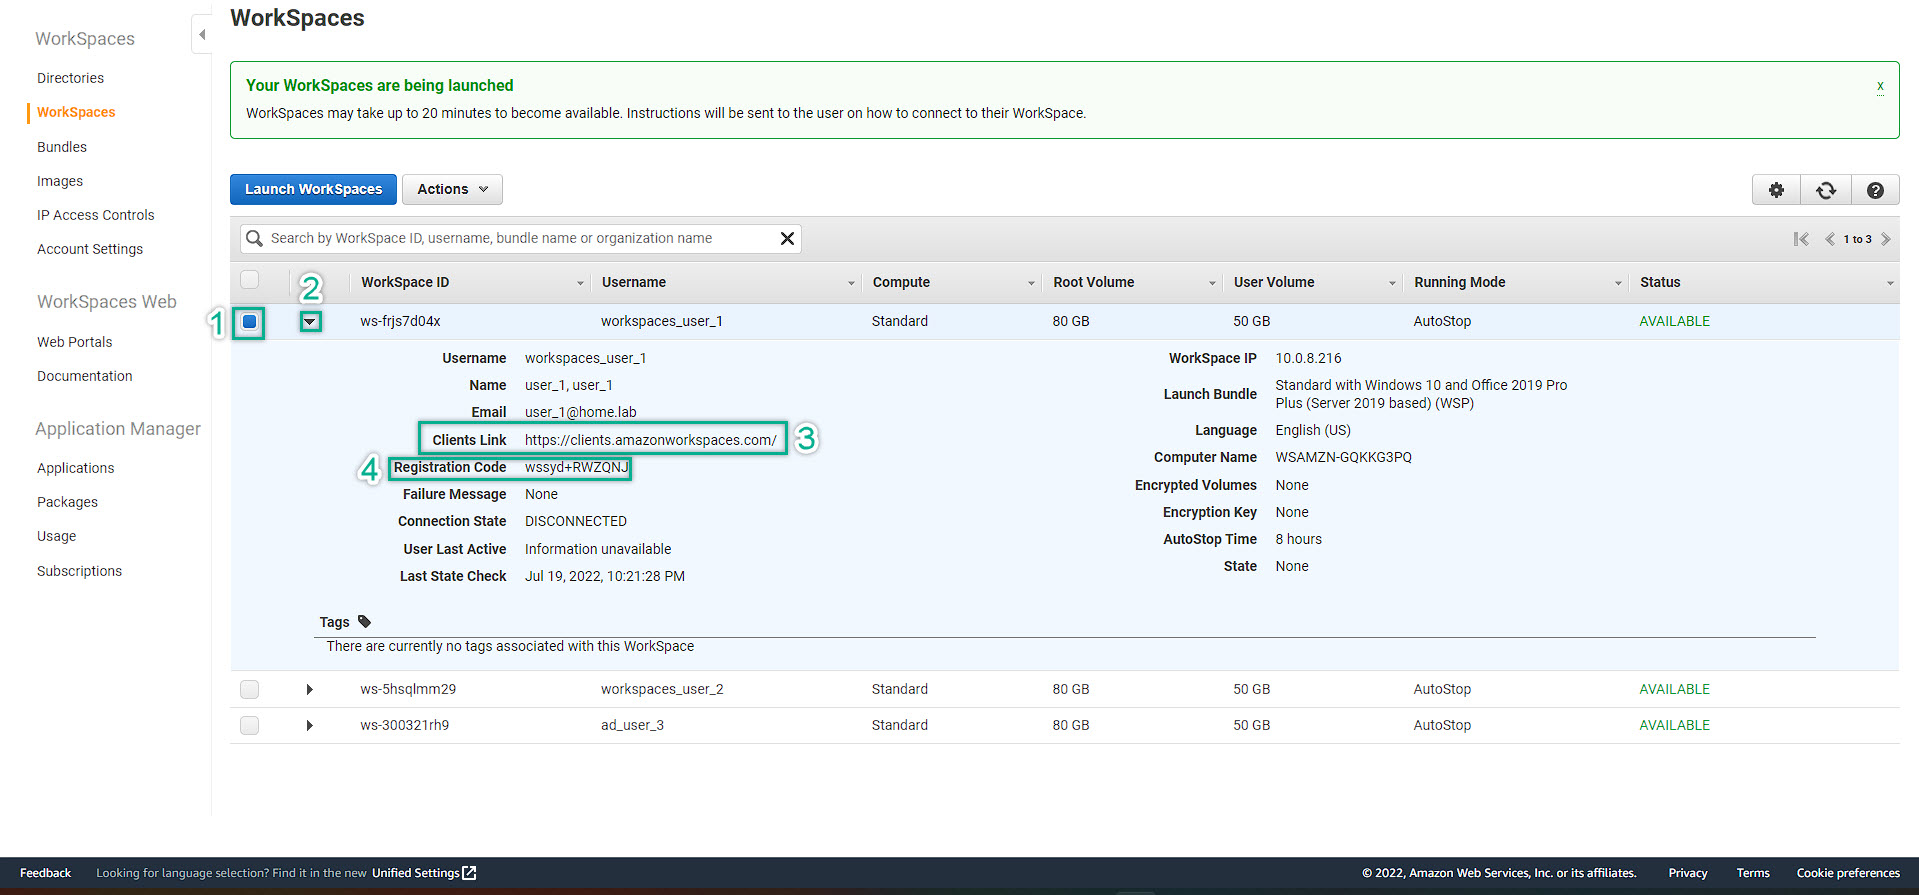 WorkSpaces
WorkSpaces
Directories
WorkSpaces
Bundles
Images
IP Access Controls
Account Settings
WorkSpaces Web
Web Portals
Documentation
Application Manager
Applications
Packages
Usage
Subscriptions
Your WorkSpaces are being launched
x
WorkSpaces may take up to 20 minutes to become available. Instructions will be sent to the user on how to connect to their WorkSpace.
Launch WorkSpaces Actions
?
Search by WorkSpace ID, username, bundle name or organization name
1 to 3
2 WorkSpace ID Username Compute Root Volume User Volume Running Mode Status
1 ws-frjs7d04x workspaces_user_1 Standard 80 GB 50 GB AutoStop AVAILABLE
Username workspaces_user_1
Name user_1, user_1
Email user_1@home.lab
Clients Link https://clients.amazonworkspaces.com/ 3
4 Registration Code wssyd+RWZQNJ
Failure Message None
Connection State DISCONNECTED
User Last Active Information unavailable
Last State Check Jul 19, 2022, 10:21:28 PM
WorkSpace IP 10.0.8.216
Launch Bundle Standard with Windows 10 and Office 2019 Pro
Plus (Server 2019 based) (WSP)
Language English (US)
Computer Name WSAMZN-GQKKG3PQ
Encrypted Volumes None
Encryption Key None
AutoStop Time 8 hours
State None
Tags
There are currently no tags associated with this WorkSpace
ws-5hsqlmm29 workspaces_user_2 Standard 80 GB 50 GB AutoStop AVAILABLE
ws-300321rh9 ad_user_3 Standard 80 GB 50 GB AutoStop AVAILABLE
Feedback Looking for language selection? Find it in the new Unified Settings
© 2022, Amazon Web Services, Inc. or its affiliates. Privacy Terms Cookie preferences